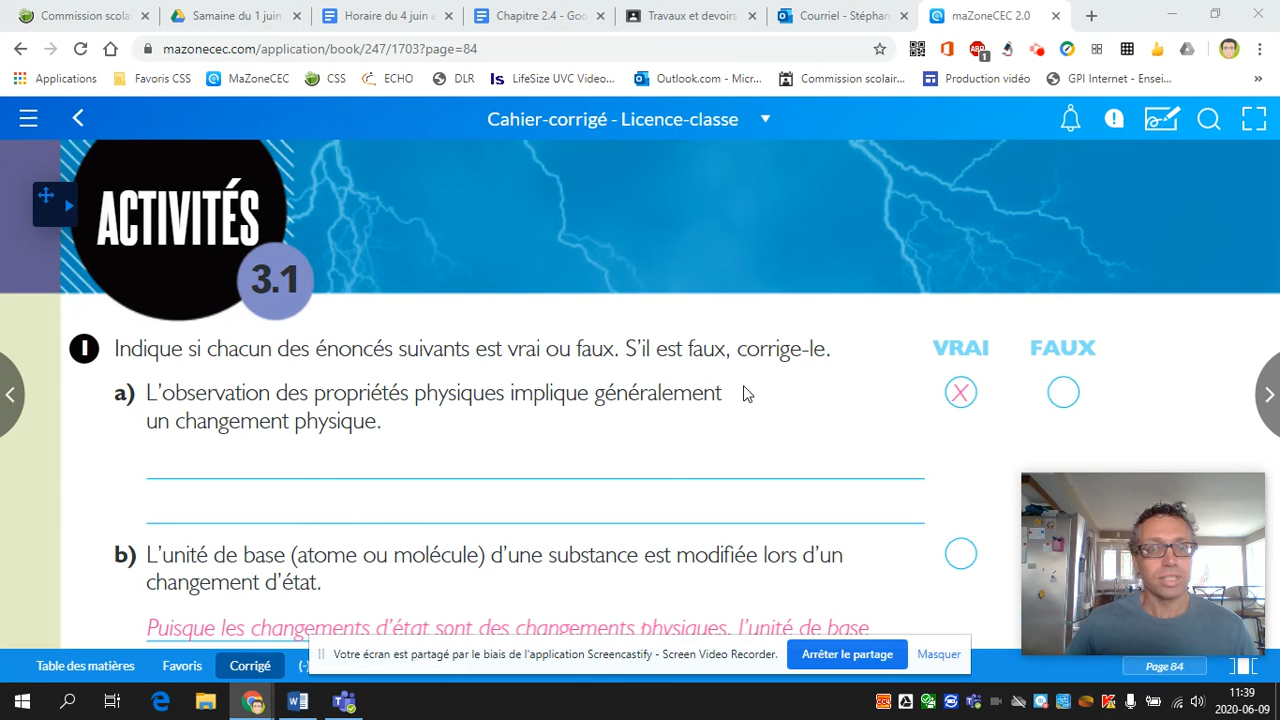 Commission scolai
Samaine du 1 juin
Horaire du 4 juin a
Chapitre 2.4 - Goo
Travaux et devoirs
Courriel - Stéphan
maZoneCEC 2.0
mazonecec.com/application/book/247/1703?page=84
Applications
Favoris CSS
MaZoneCEC
CSS
ECHO
DLR
LifeSize UVC Video...
Outlook.com - Micr...
Commission scolair...
Production vidéo
GPI Internet - Ensei...
Cahier-corrigé - Licence-classe
ACTIVITÉS
3.1
1 Indique si chacun des énoncés suivants est vrai ou faux. S'il est faux, corrige-le.
VRAI FAUX
a) L'observation des propriétés physiques implique généralement
X
un changement physique.
b) L'unité de base (atome ou molécule) d'une substance est modifiée lors d'un
changement d'état.
Puisque les changements d'état sont des changements physiques, l'unité de base
Votre écran est partagé par le biais de l'application Screencastify - Screen Video Recorder.
Arrêter le partage
Masquer
Table des matières
Favoris
Corrigé
Page 84
11:39
2020-06-09